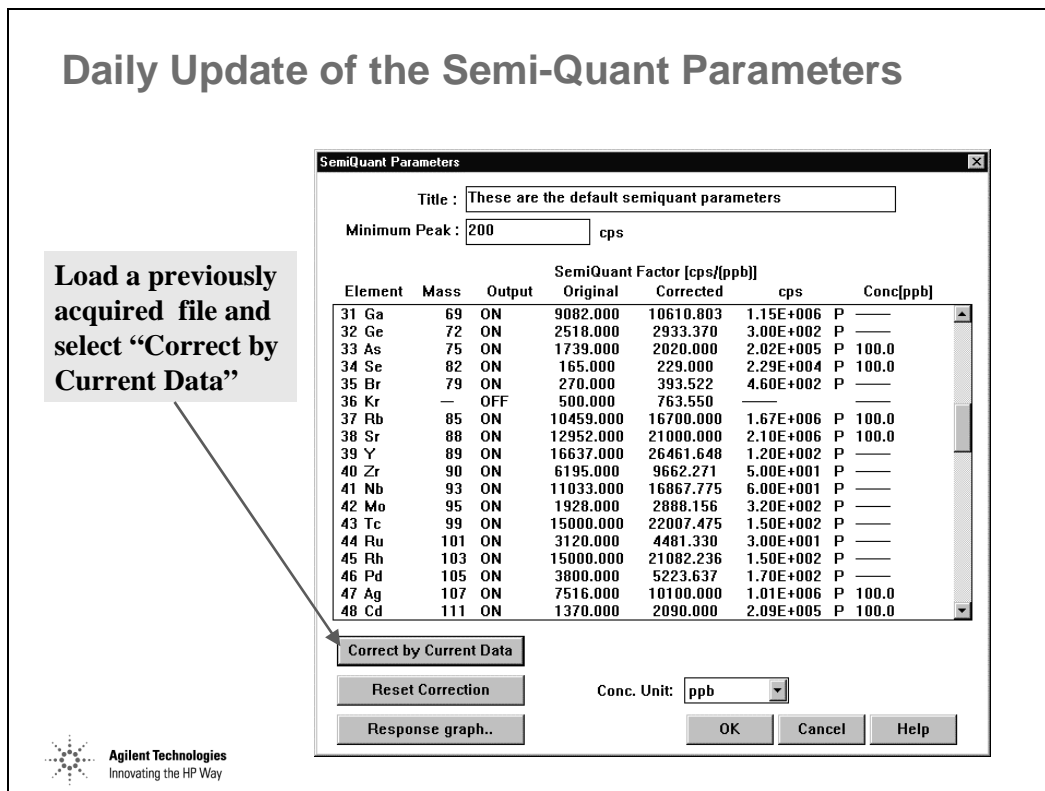 Daily Update of the Semi-Quant Parameters
Load a previously
acquired file and
select “Correct by
Current Data”
SemiQuant Parameters
Title : These are the default semiquant parameters
Minimum Peak : 200 cps
SemiQuant Factor [cps/(ppb)]
Element Mass Output Original Corrected cps Conc[ppb]
31 Ga 69 ON 9082.000 10610.803 1.15E+006 P ——
32 Ge 72 ON 2518.000 2933.370 3.00E+002 P ——
33 As 75 ON 1739.000 2020.000 2.02E+005 P 100.0
34 Se 82 ON 165.000 229.000 2.29E+004 P 100.0
35 Br 79 ON 270.000 393.522 4.60E+002 P ——
36 Kr — OFF 500.000 763.550 —— ——
37 Rb 85 ON 10459.000 16700.000 1.67E+006 P 100.0
38 Sr 88 ON 12952.000 21000.000 2.10E+006 P 100.0
39 Y 89 ON 16637.000 26461.648 1.20E+002 P ——
40 Zr 90 ON 6195.000 9662.271 5.00E+001 P ——
41 Nb 93 ON 11033.000 16867.775 6.00E+001 P ——
42 Mo 95 ON 1928.000 2888.156 3.20E+002 P ——
43 Tc 99 ON 15000.000 22007.475 1.50E+002 P ——
44 Ru 101 ON 3120.000 4481.330 3.00E+001 P ——
45 Rh 103 ON 15000.000 21082.236 1.50E+002 P ——
46 Pd 105 ON 3800.000 5223.637 1.70E+002 P ——
47 Ag 107 ON 7516.000 10100.000 1.01E+006 P 100.0
48 Cd 111 ON 1370.000 2090.000 2.09E+005 P 100.0
Correct by Current Data
Reset Correction
Conc. Unit: ppb
Response graph..
OK
Cancel
Help
Agilent Technologies
Innovating the HP Way